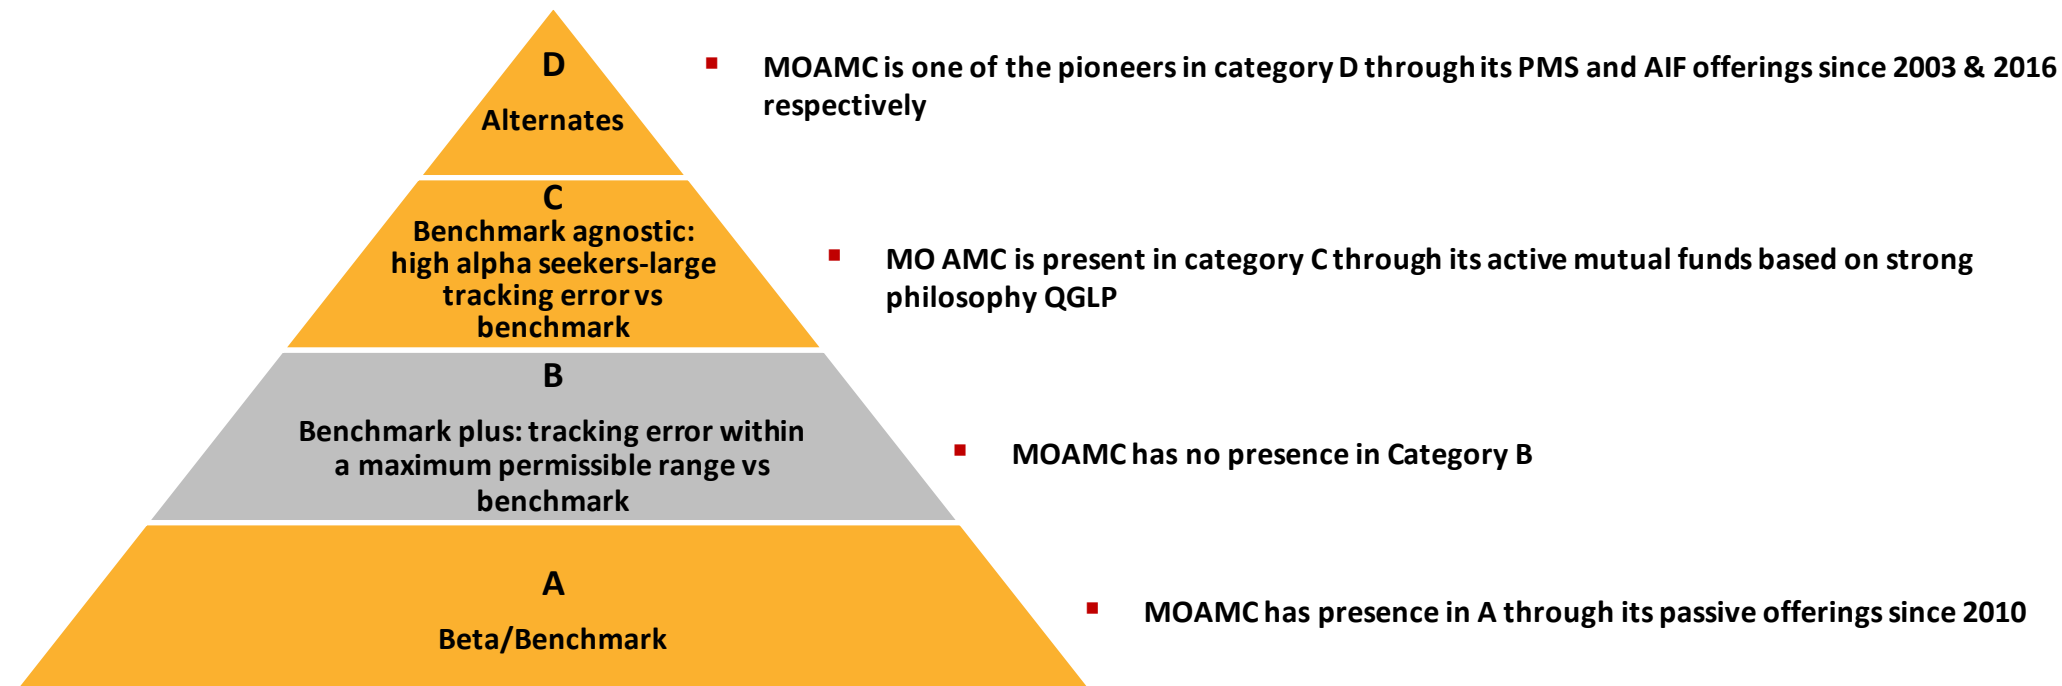 D
Alternates
MOAMC is one of the pioneers in category D through its PMS and AIF offerings since 2003 & 2016
respectively
C
Benchmark agnostic:
high alpha seekers-large
tracking error vs
benchmark
MO AMC is present in category C through its active mutual funds based on strong
philosophy QGLP
B
Benchmark plus: tracking error within
a maximum permissible range vs
benchmark
MOAMC has no presence in Category B
A
Beta/Benchmark
MOAMC has presence in A through its passive offerings since 2010